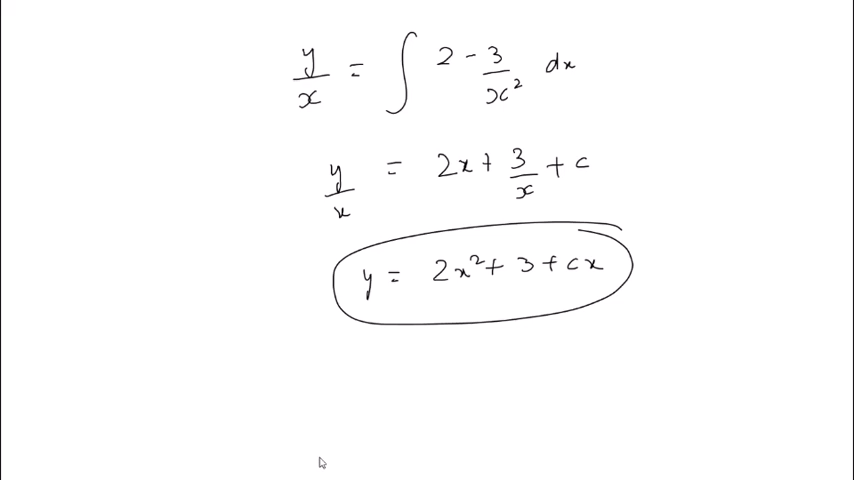 y/x = ∫ 2 - 3/x² dx
y/x = 2x + 3/x + c
y = 2x² + 3 + cx